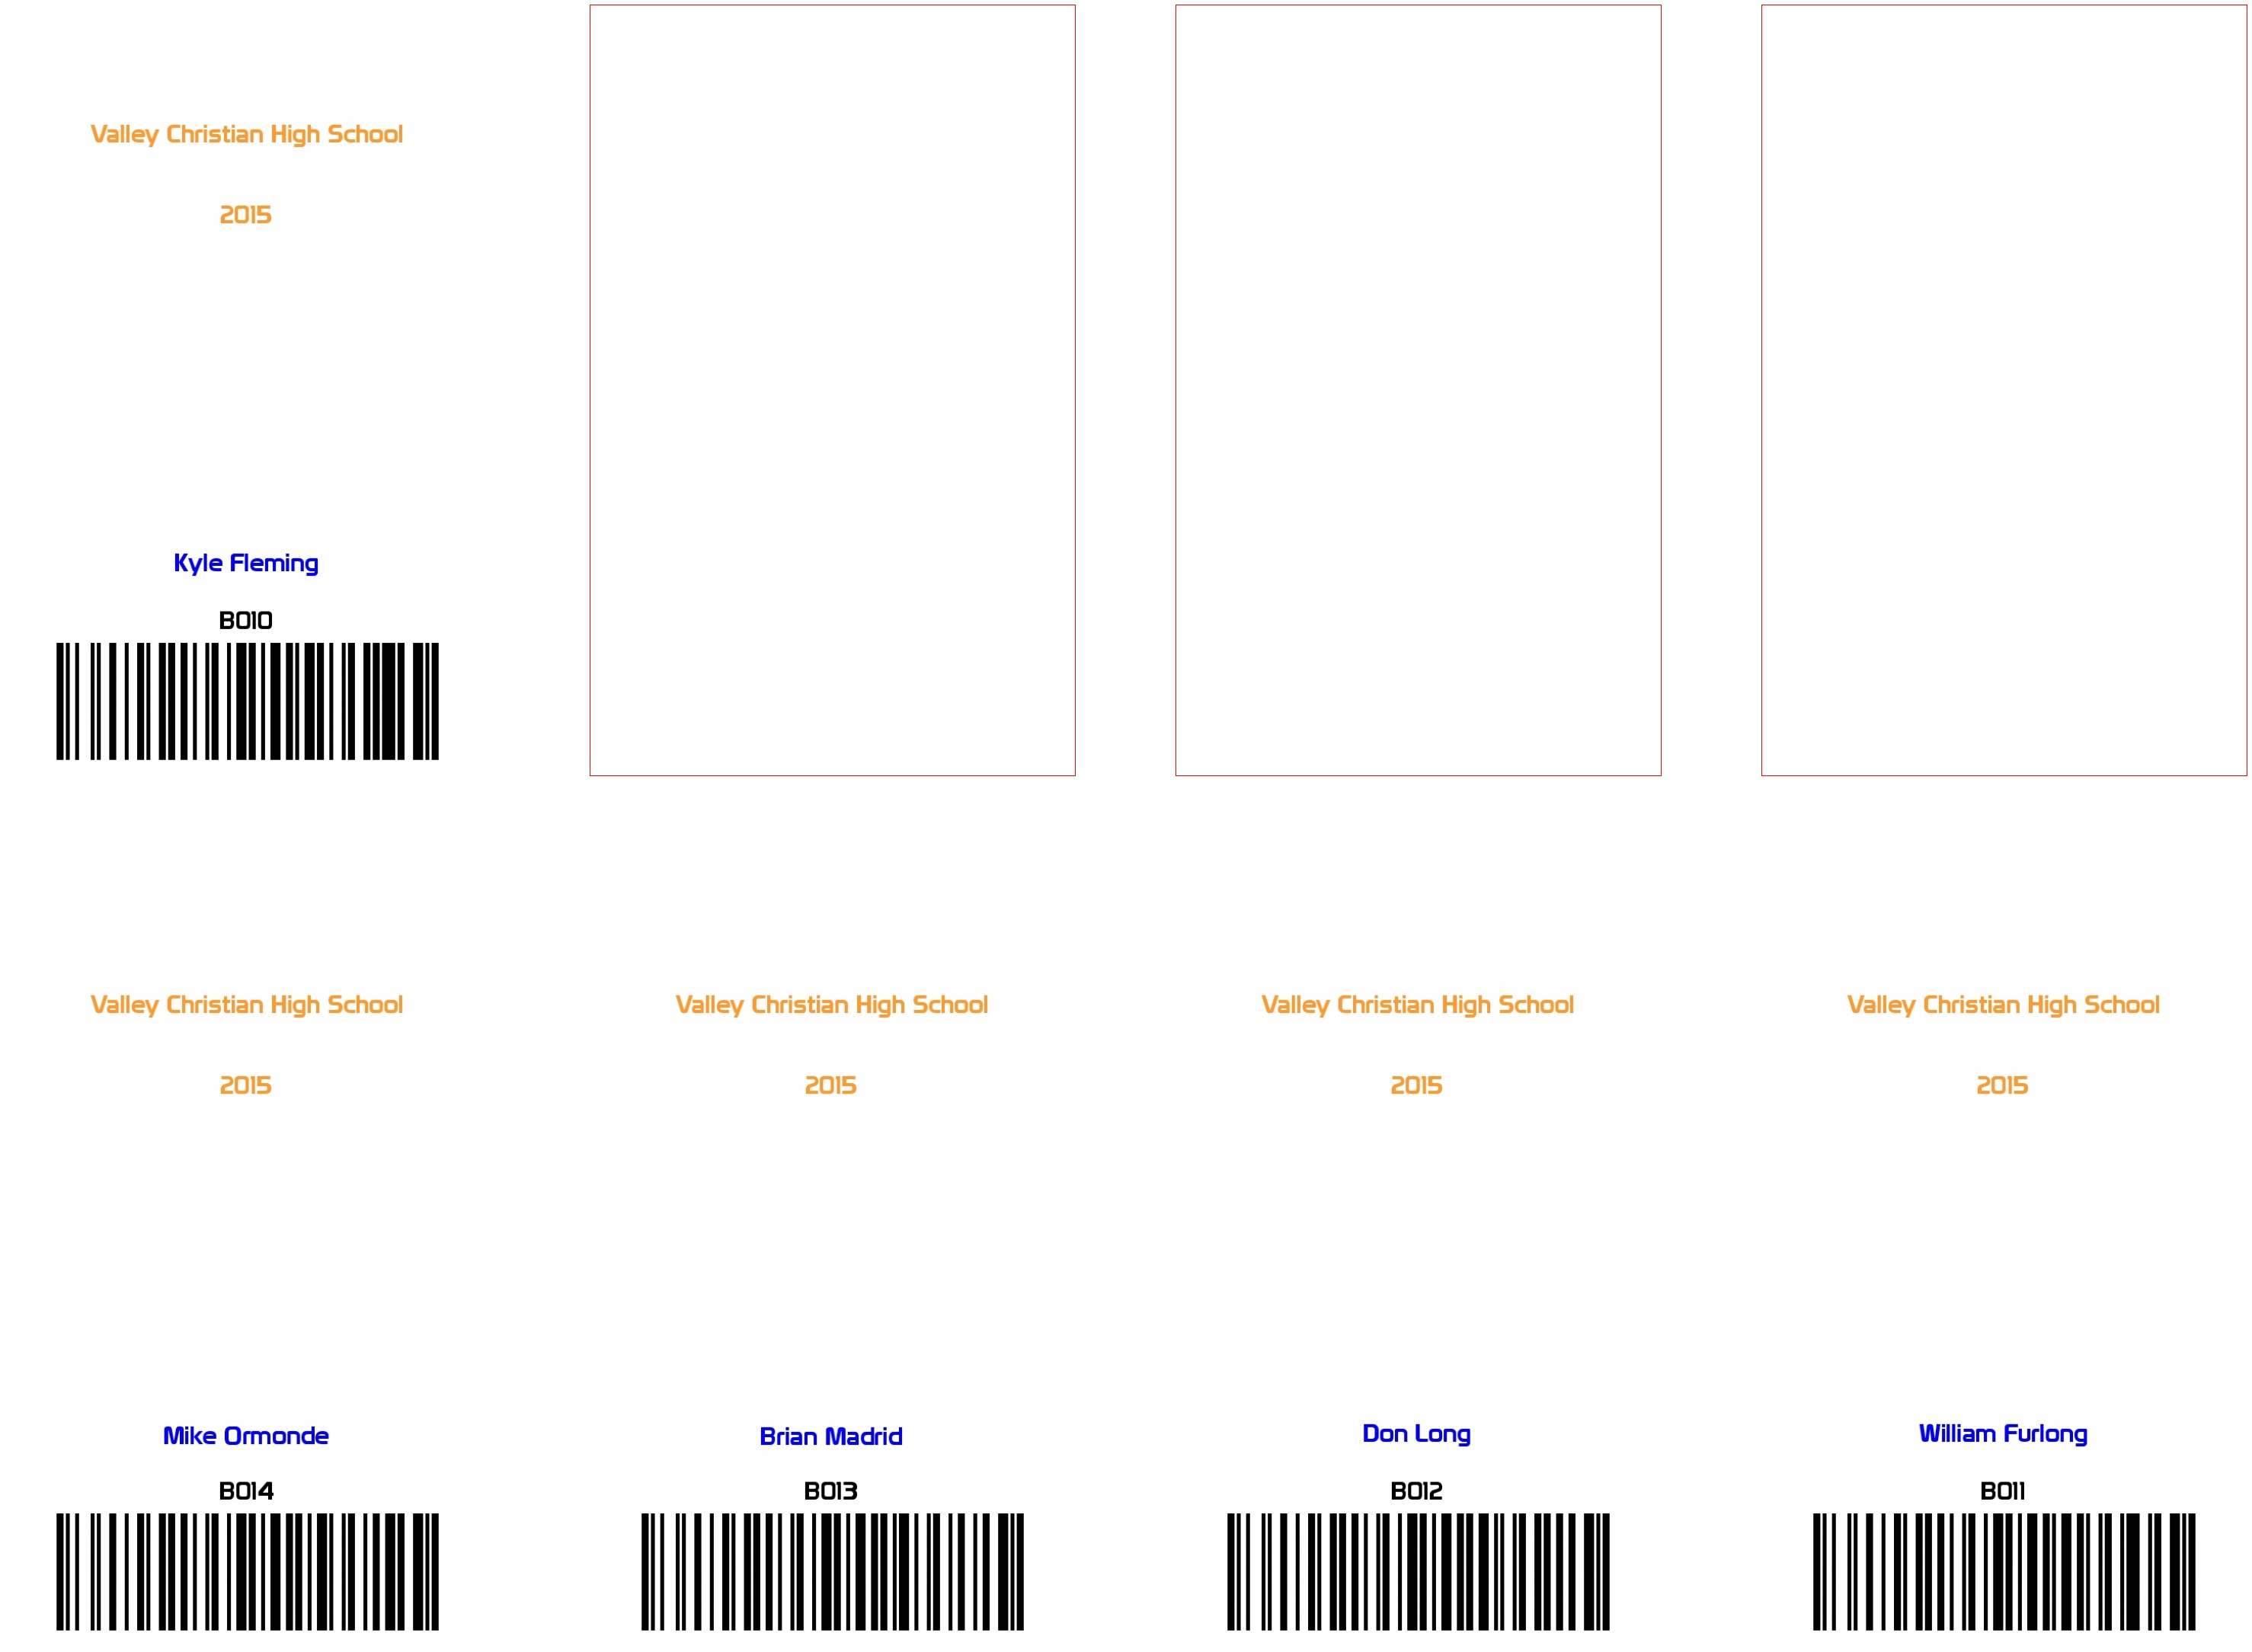 Valley Christian High School
2015
Kyle Fleming
B010
Valley Christian High School
2015
Mike Ormonde
B014
Valley Christian High School
2015
Brian Madrid
B013
Valley Christian High School
2015
Don Long
B012
Valley Christian High School
2015
William Furlong
B011